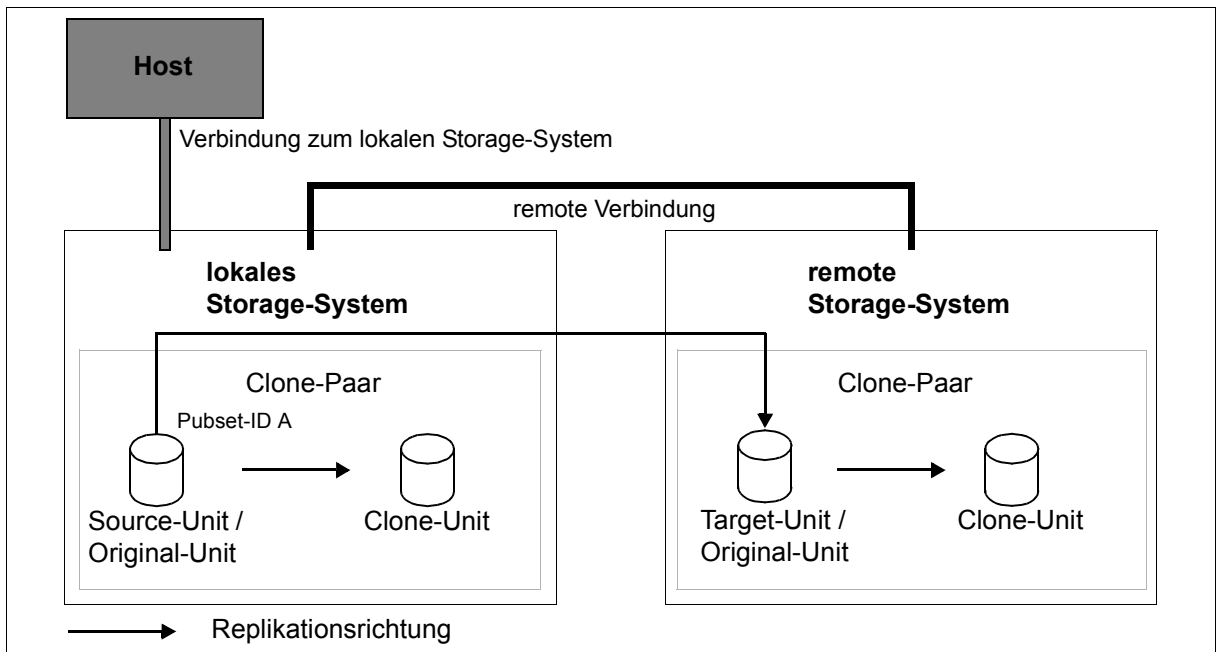 Host
Verbindung zum lokalen Storage-System
remote Verbindung
lokales
Storage-System
remote
Storage-System
Clone-Paar
Pubset-ID A
Source-Unit /
Original-Unit
Clone-Unit
Clone-Paar
Target-Unit /
Original-Unit
Clone-Unit
Replikationsrichtung